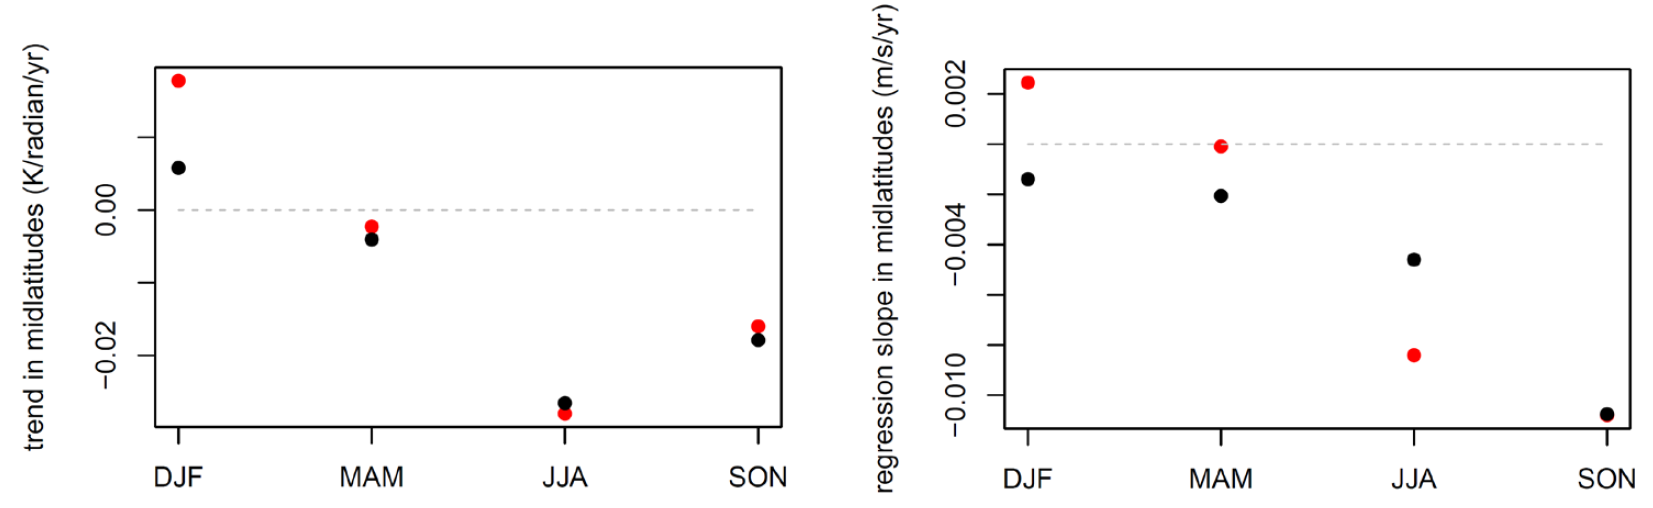 trend in midlatitudes (K/radian/yr)
0.00
−0.02
DJF MAM JJA SON
regression slope in midlatitudes (m/s/yr)
0.002
−0.004
−0.010
DJF MAM JJA SON